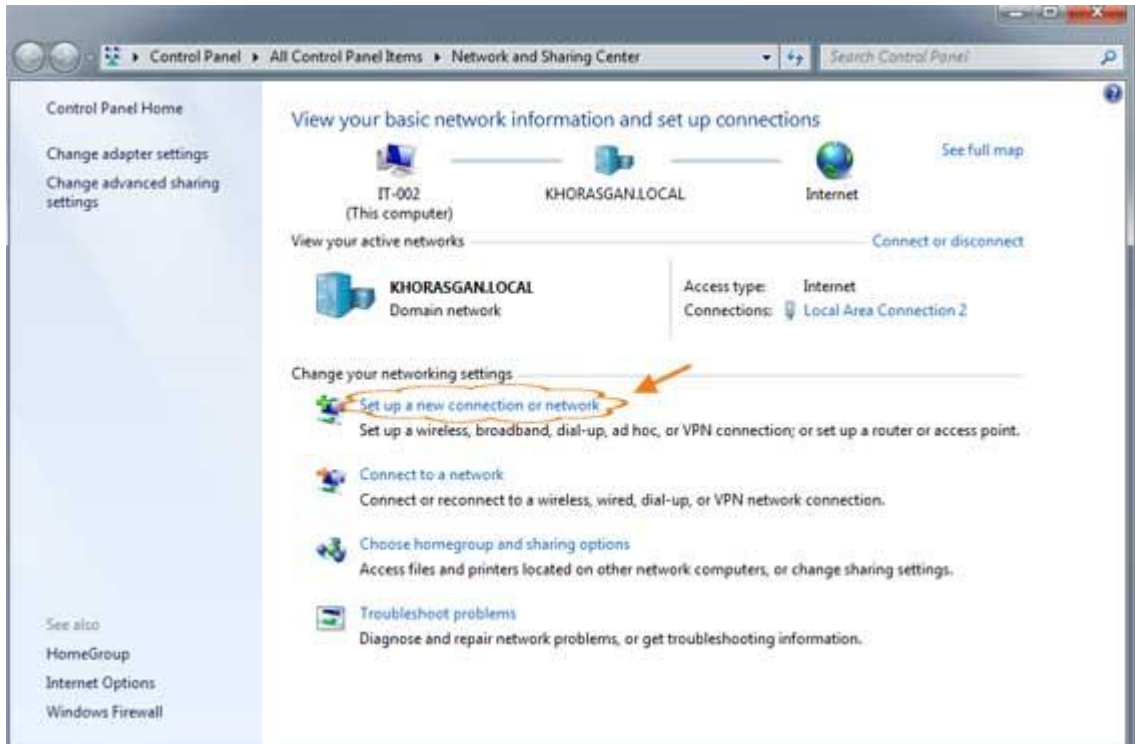 Control Panel ▸ All Control Panel Items ▸ Network and Sharing Center
Search Control Panel
Control Panel Home
Change adapter settings
Change advanced sharing
settings
View your basic network information and set up connections
See full map
IT-002
(This computer)
KHORASGAN.LOCAL
Internet
View your active networks
Connect or disconnect
KHORASGAN.LOCAL
Domain network
Access type: Internet
Connections: Local Area Connection 2
Change your networking settings
Set up a new connection or network
Set up a wireless, broadband, dial-up, ad hoc, or VPN connection; or set up a router or access point.
Connect to a network
Connect or reconnect to a wireless, wired, dial-up, or VPN network connection.
Choose homegroup and sharing options
Access files and printers located on other network computers, or change sharing settings.
Troubleshoot problems
Diagnose and repair network problems, or get troubleshooting information.
See also
HomeGroup
Internet Options
Windows Firewall